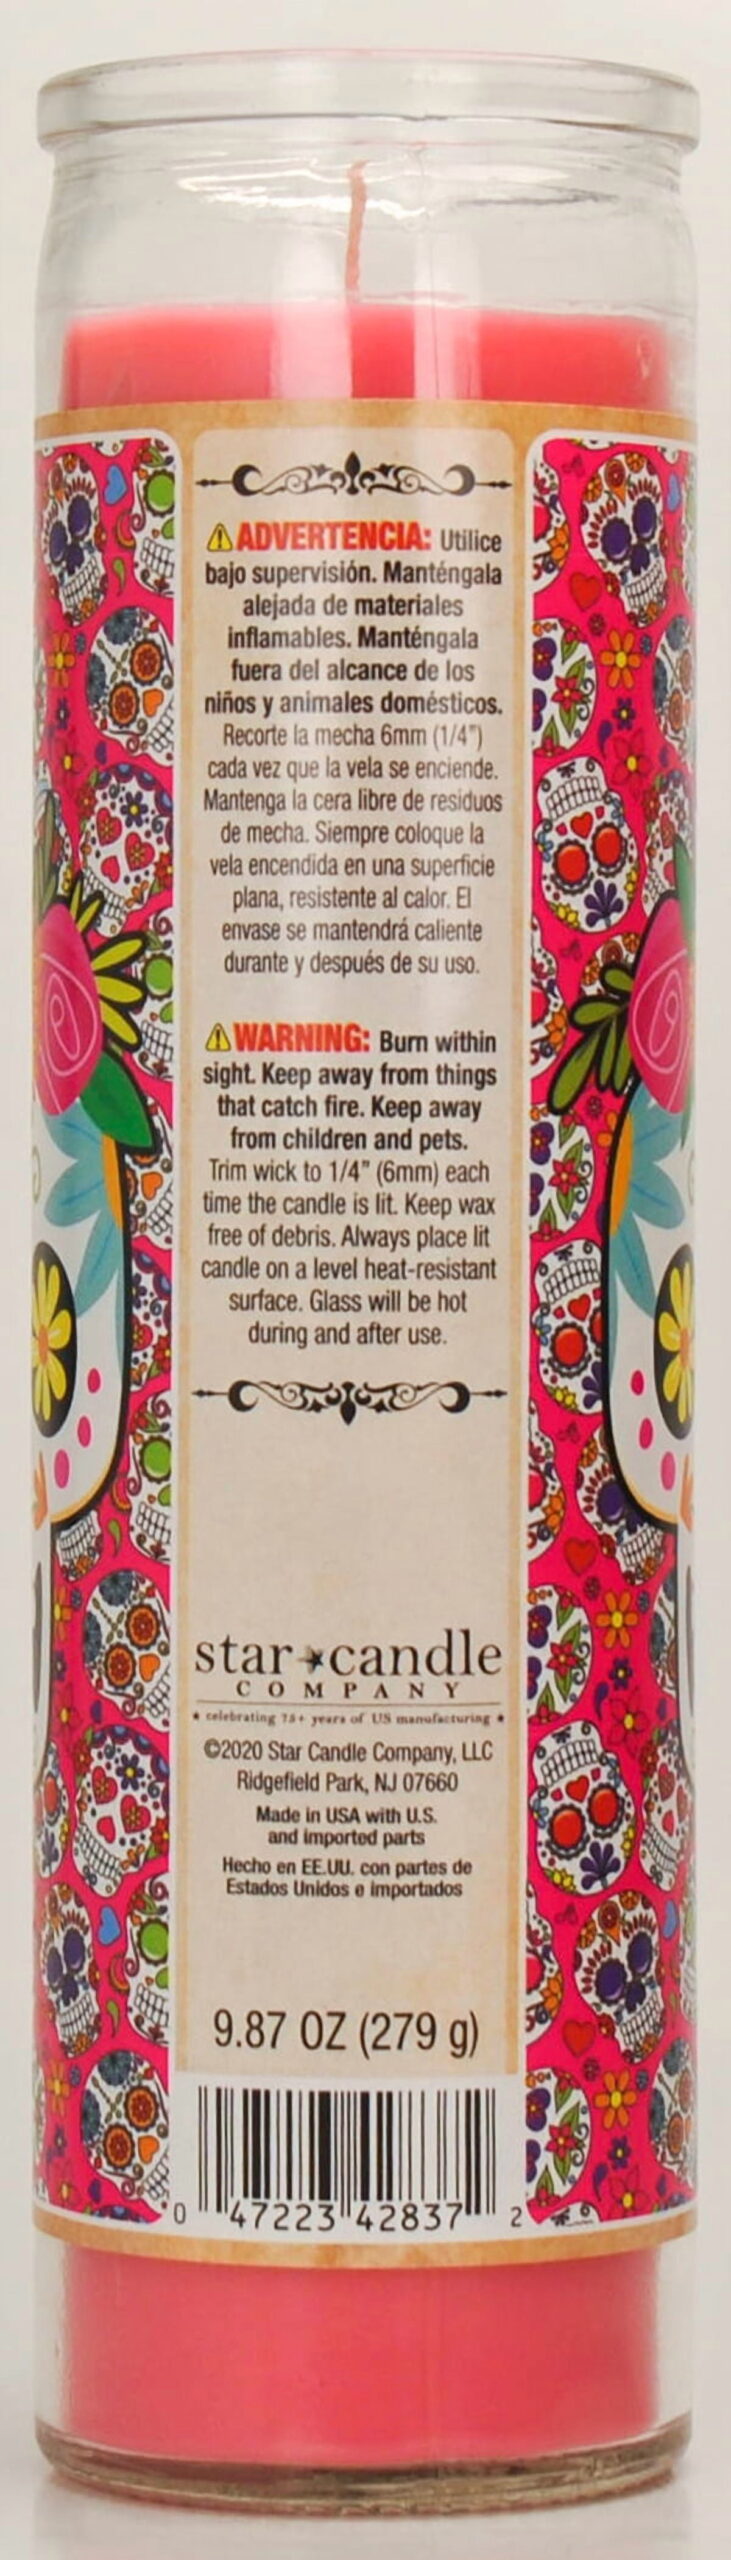 ⚠ADVERTENCIA: Utilice
bajo supervisión. Manténgala
alejada de materiales
inflamables. Manténgala
fuera del alcance de los
niños y animales domésticos.
Recorte la mecha 6mm (1/4")
cada vez que la vela se enciende.
Mantenga la cera libre de residuos
de mecha. Siempre coloque la
vela encendida en una superficie
plana, resistente al calor. El
envase se mantendrá caliente
durante y después de su uso.
⚠WARNING: Burn within
sight. Keep away from things
that catch fire. Keep away
from children and pets.
Trim wick to 1/4" (6mm) each
time the candle is lit. Keep wax
free of debris. Always place lit
candle on a level heat-resistant
surface. Glass will be hot
during and after use.
star★candle
COMPANY
★ celebrating 75+ years of US manufacturing ★
©2020 Star Candle Company, LLC
Ridgefield Park, NJ 07660
Made in USA with U.S.
and imported parts
Hecho en EE.UU. con partes de
Estados Unidos e importados
9.87 OZ (279 g)
0 47223 42837 2